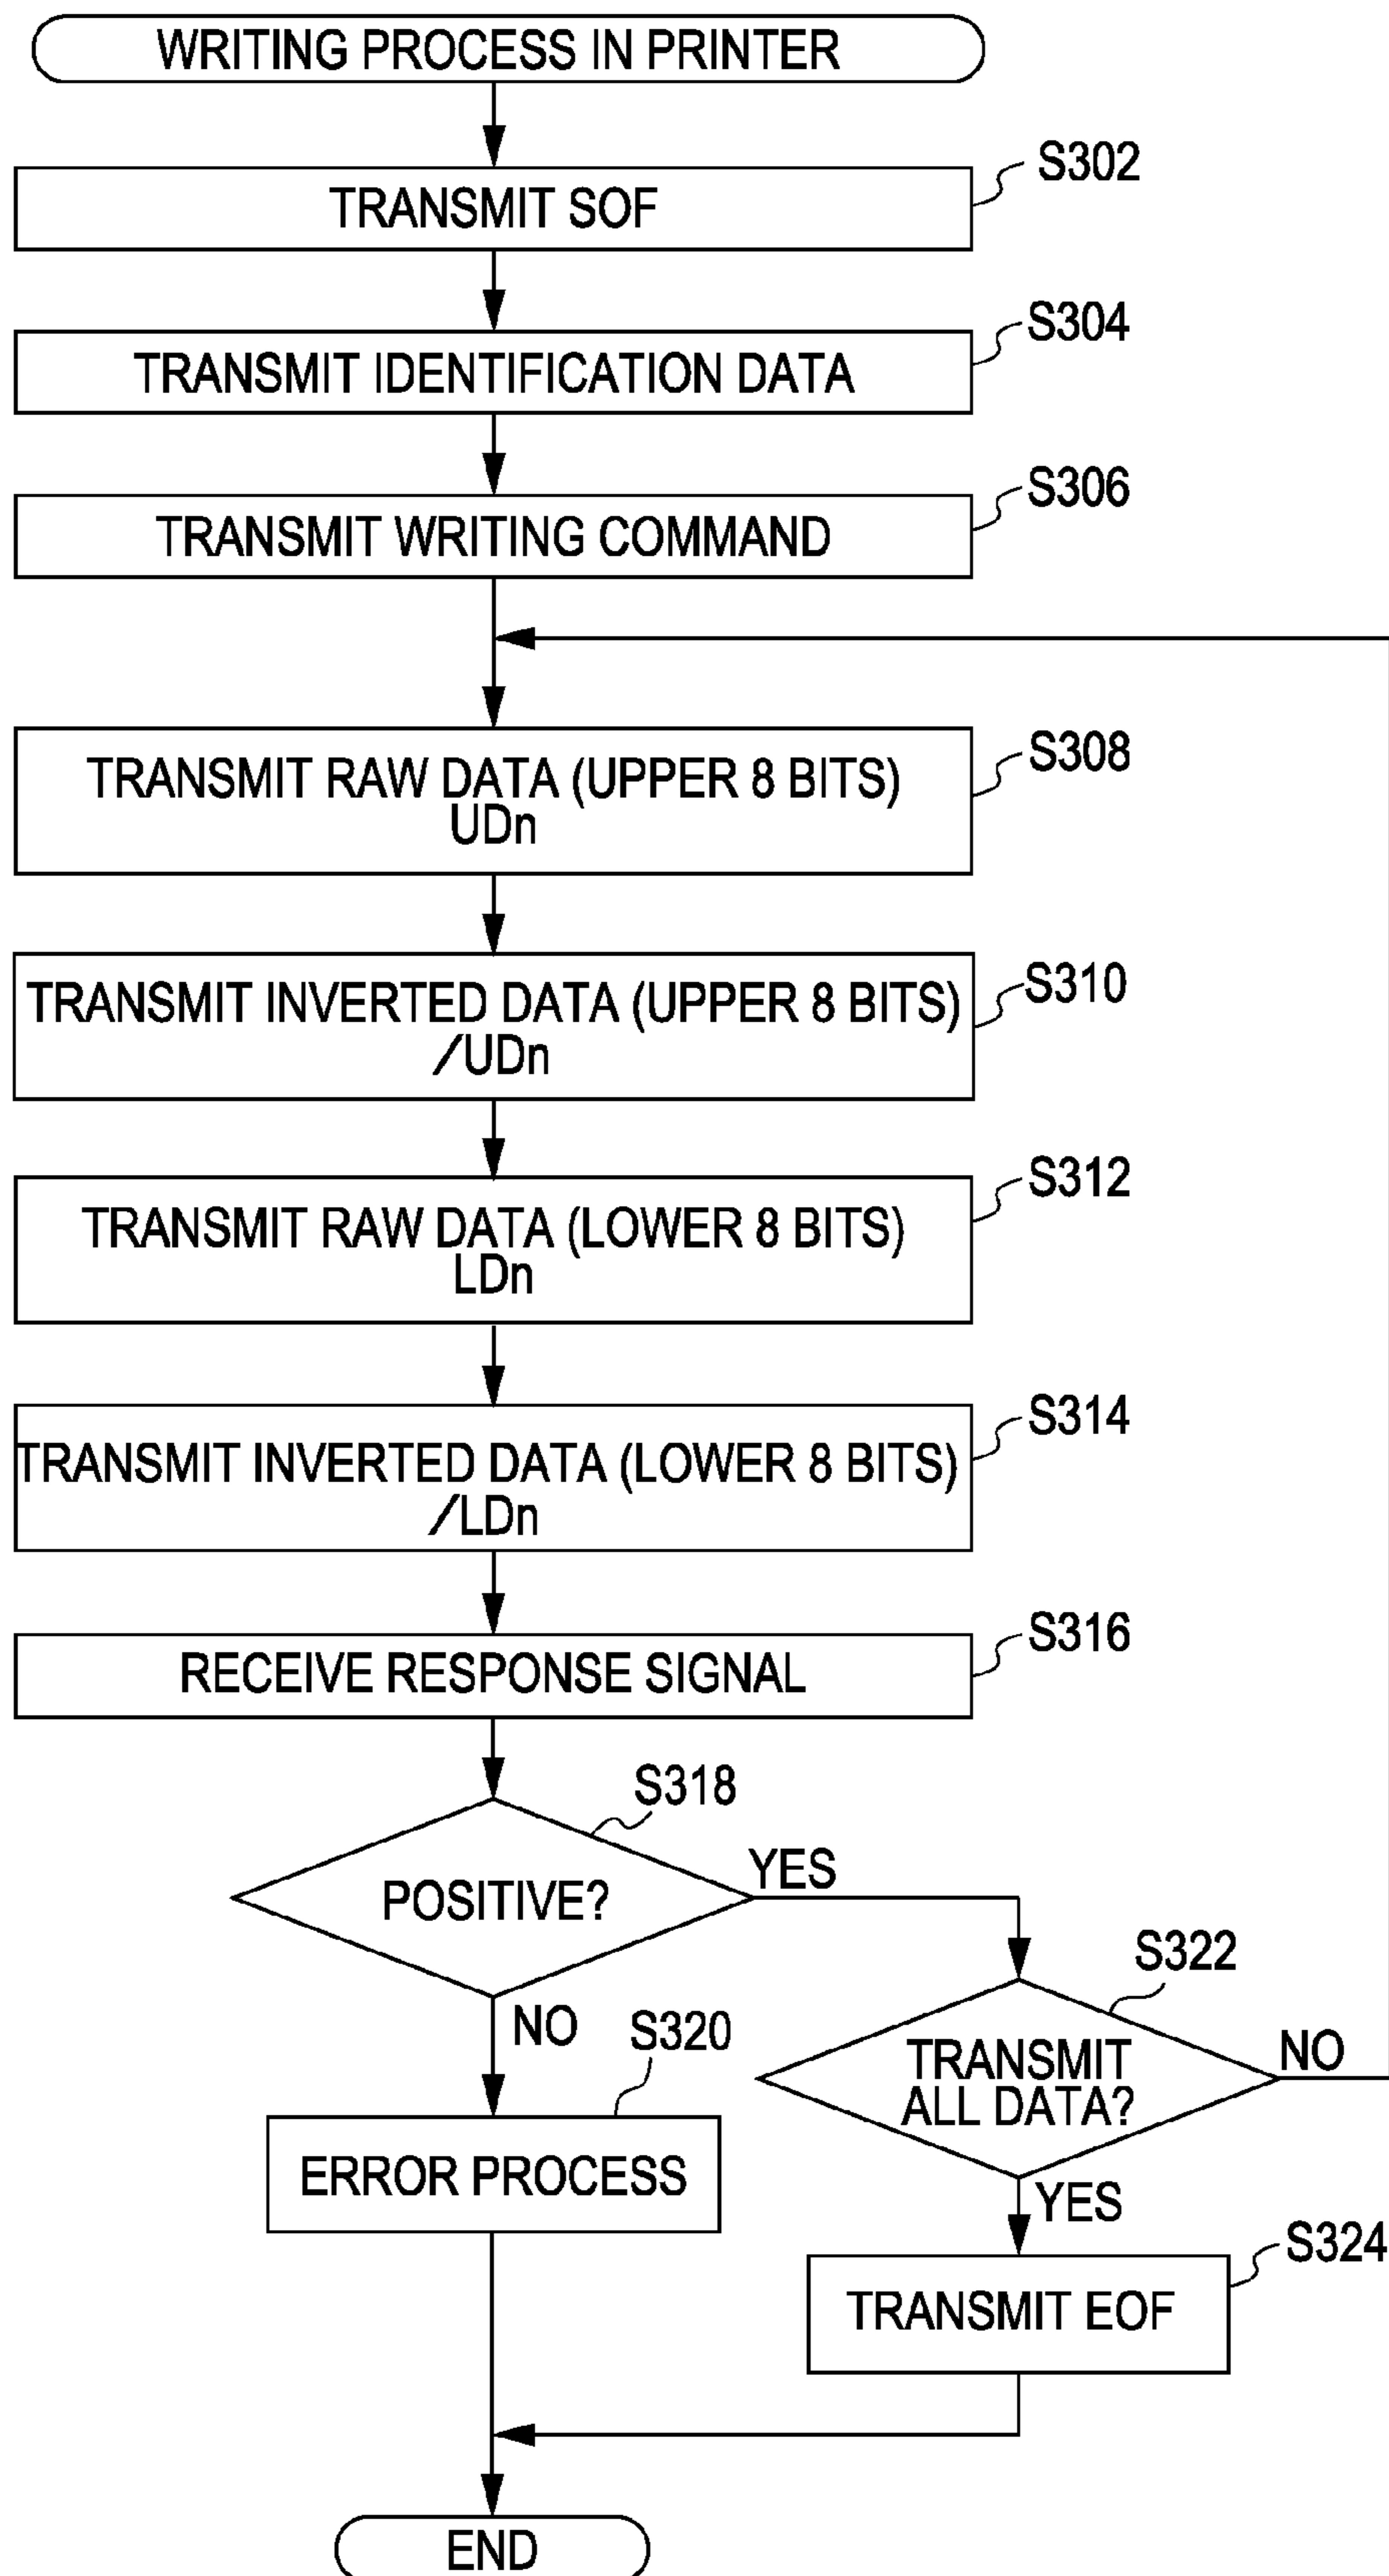 WRITING PROCESS IN PRINTER
S302
TRANSMIT SOF
S304
TRANSMIT IDENTIFICATION DATA
S306
TRANSMIT WRITING COMMAND
S308
TRANSMIT RAW DATA (UPPER 8 BITS)
UDn
S310
TRANSMIT INVERTED DATA (UPPER 8 BITS)
/UDn
S312
TRANSMIT RAW DATA (LOWER 8 BITS)
LDn
S314
TRANSMIT INVERTED DATA (LOWER 8 BITS)
/LDn
S316
RECEIVE RESPONSE SIGNAL
S318
POSITIVE?
YES
NO
S320
ERROR PROCESS
S322
TRANSMIT
ALL DATA?
NO
YES
S324
TRANSMIT EOF
END